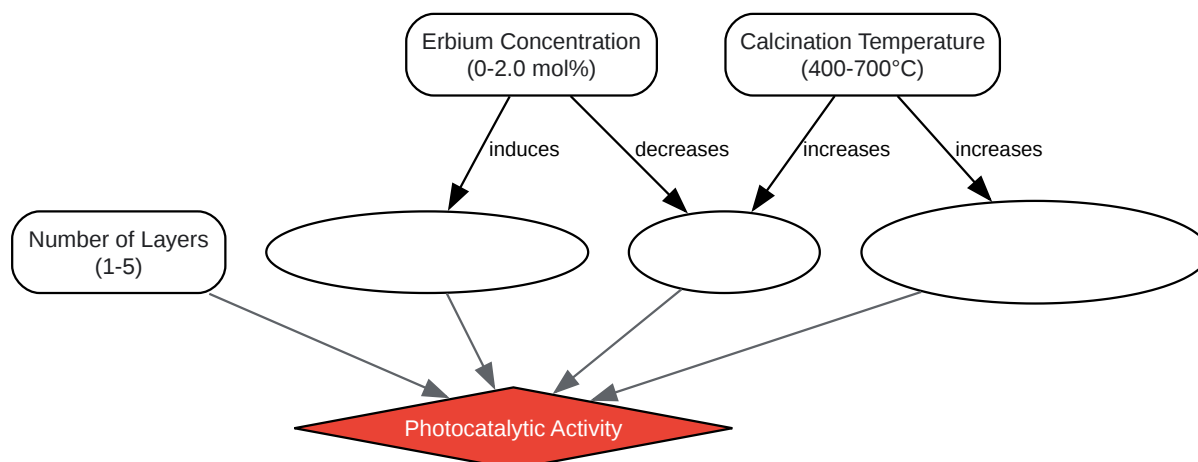 Erbium Concentration
(0-2.0 mol%)
Calcination Temperature
(400-700°C)
induces
decreases
increases
increases
Number of Layers
(1-5)
Photocatalytic Activity